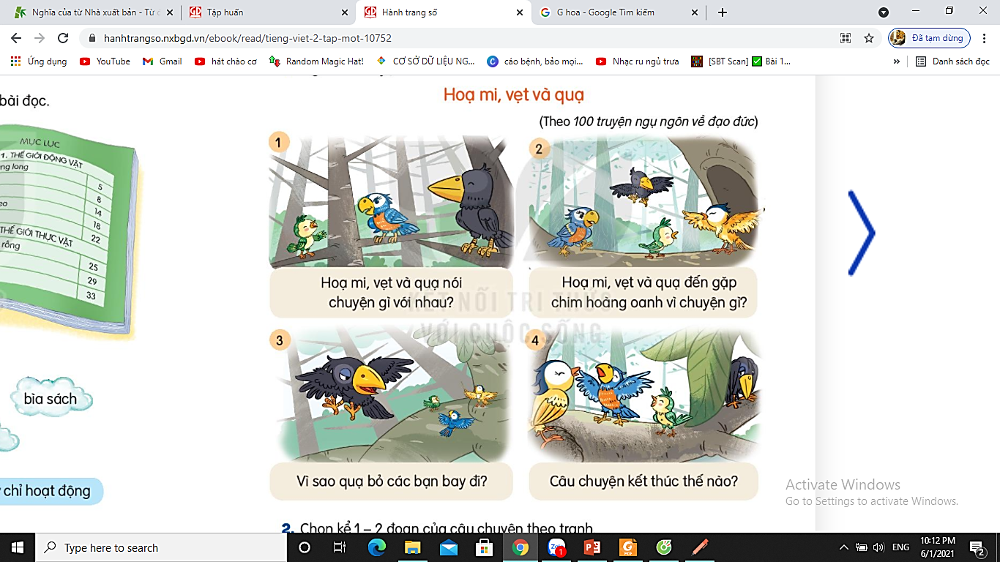 Nghĩa của từ Nhà xuất bản - Từ
Tập huấn
Hành trang số
G hoa - Google Tìm kiếm
hanhtrangso.nxbgd.vn/ebook/read/tieng-viet-2-tap-mot-10752
Đã tạm dừng
Ứng dụng
YouTube
Gmail
hát chào cơ
Random Magic Hat!
CƠ SỞ DỮ LIỆU NG...
cáo bệnh, bảo mọi...
Nhạc ru ngủ trưa
[SBT Scan] ✅ Bài 1...
»
Danh sách đọc
bài đọc.
Hoạ mi, vẹt và quạ
(Theo 100 truyện ngụ ngôn về đạo đức)
MỤC LỤC
1. THẾ GIỚI ĐỘNG VẬT
ng long
5
8
eo
14
18
THẾ GIỚI THỰC VẬT
22
rồng
25
29
33
1
2
Hoạ mi, vẹt và quạ nói
chuyện gì với nhau?
Hoạ mi, vẹt và quạ đến gặp
chim hoàng oanh vì chuyện gì?
KẾT NỐI TRI THỨC
VỚI CUỘC SỐNG
3
4
bìa sách
Vì sao quạ bỏ các bạn bay đi?
Câu chuyện kết thúc thế nào?
chỉ hoạt động
2. Chọn kể 1 – 2 đoạn của câu chuyện theo tranh
Activate Windows
Go to Settings to activate Windows.
Type here to search
1
ENG
10:12 PM
6/1/2021
2